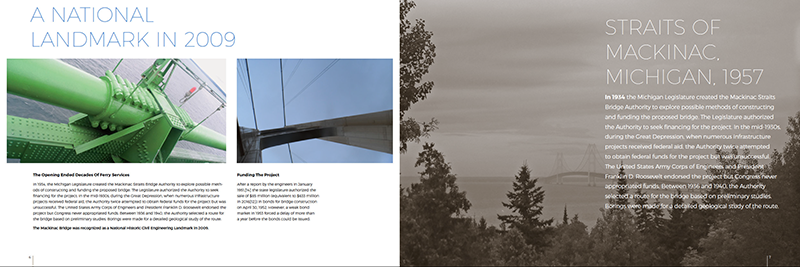 A NATIONAL
LANDMARK IN 2009
The Opening Ended Decades Of Ferry Services
In 1934, the Michigan Legislature created the Mackinac Straits Bridge Authority to explore possible meth-
ods of constructing and funding the proposed bridge. The Legislature authorized the Authority to seek
financing for the project. In the mid-1930s, during the Great Depression, when numerous infrastructure
projects received federal aid, the Authority twice attempted to obtain federal funds for the project but was
unsuccessful. The United States Army Corps of Engineers and President Franklin D. Roosevelt endorsed the
project but Congress never appropriated funds. Between 1936 and 1940, the Authority selected a route for
the bridge based on preliminary studies. Borings were made for a detailed geological study of the route.
The Mackinac Bridge was recognized as a National Historic Civil Engineering Landmark in 2009.
Funding The Project
After a report by the engineers in January
the state legislature authorized the
sale of
in bonds for bridge construction
on April 30, 1952. However, a weak bond
market in 1953 forced a delay of more than
a year before the bonds could be issued.
6
STRAITS OF
MACKINAC,
MICHIGAN, 1957
In 1934 the Michigan Legislature created the Mackinac Straits
Bridge Authority to explore possible methods of constructing
and funding the proposed bridge. The Legislature authorized
the Authority to seek financing for the project. In the mid-1930s,
during the Great Depression, when numerous infrastructure
projects received federal aid, the Authority twice attempted
to obtain federal funds for the project but was unsuccessful.
The United States Army Corps of Engineers and President
Franklin D. Roosevelt endorsed the project but Congress never
appropriated funds. Between 1936 and 1940, the Authority
selected a route for the bridge based on preliminary studies.
Borings were made for a detailed geological study of the route.
7